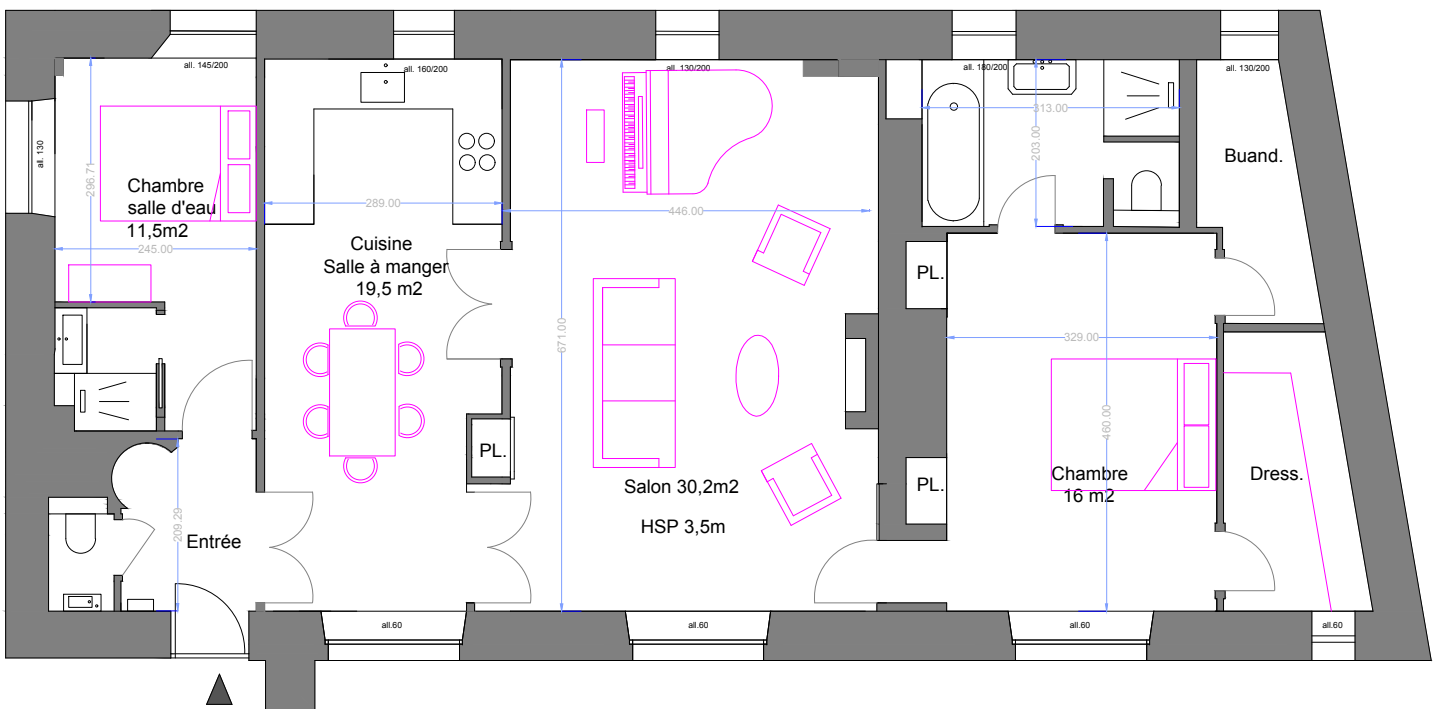 all. 145/200
all. 160/200
all. 130/200
all. 180/200
all. 130/200
all. 130
296.71
Chambre
salle d'eau
11,5m2
245.00
289.00
446.00
313.00
203.00
Buand.
Cuisine
Salle à manger
19,5 m2
671.00
PL.
329.00
460.00
PL.
PL.
Salon 30,2m2
HSP 3,5m
Chambre
16 m2
Dress.
209.29
Entrée
all.60
all.60
all.60
all.60